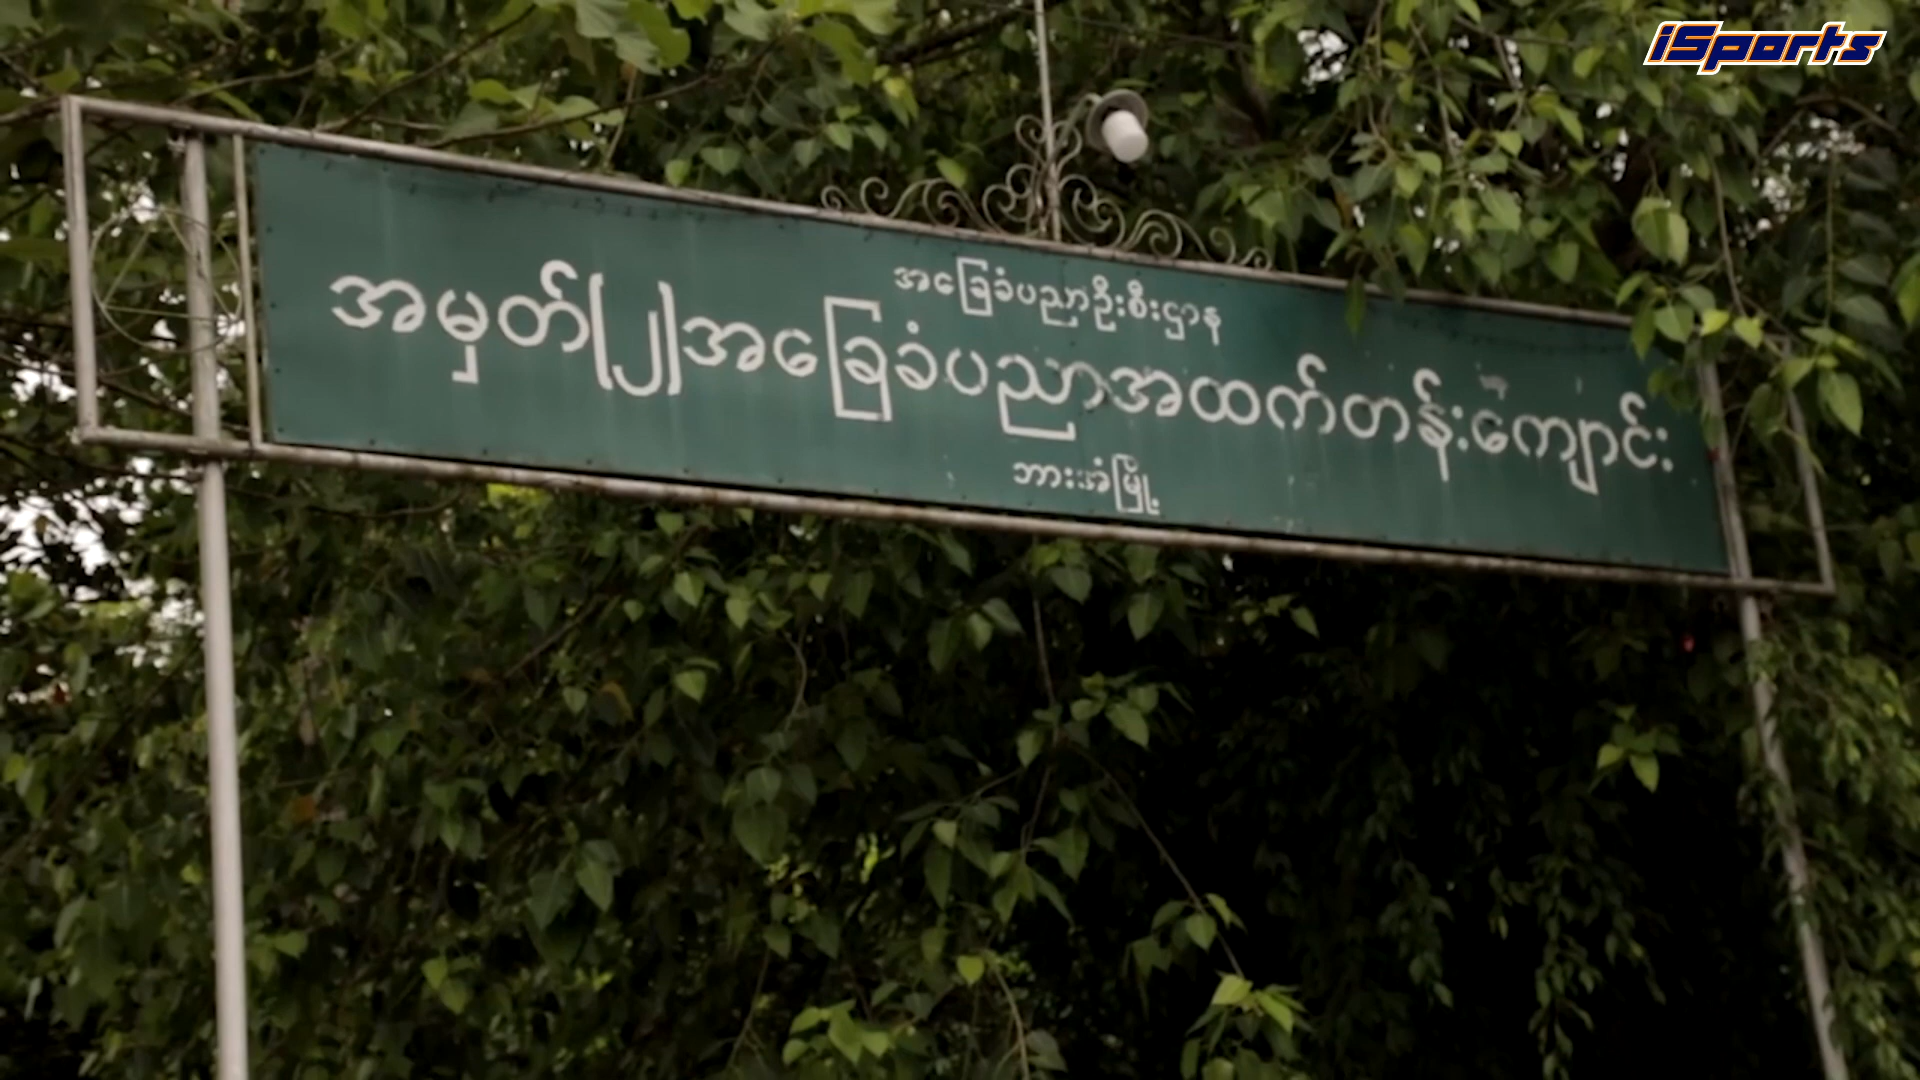 iSports
အခြေခံပညာဦးစီးဌာန
အမှတ်(၂)အခြေခံပညာအထက်တန်းကျောင်း
ဘားအံမြို့